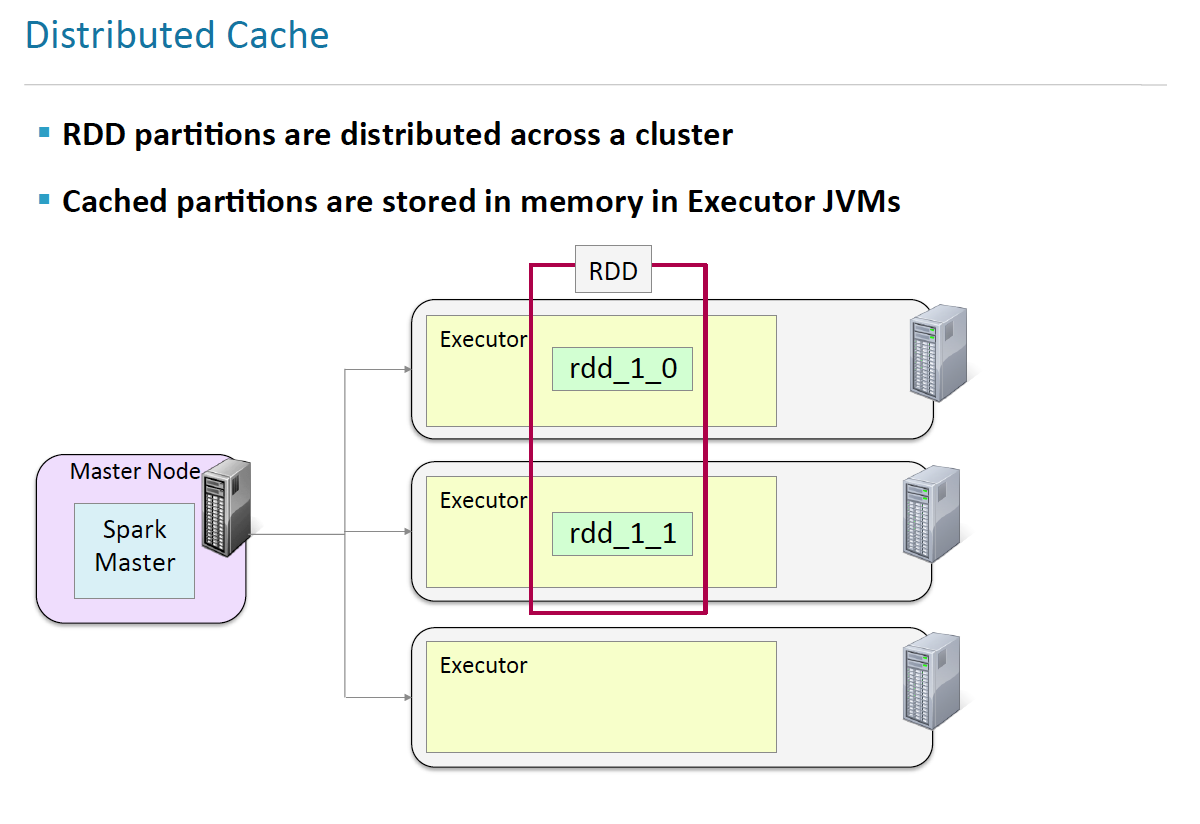 Distributed Cache
RDD partitions are distributed across a cluster
Cached partitions are stored in memory in Executor JVMs
RDD
Executor
rdd_1_0
Master Node
Spark
Master
Executor
rdd_1_1
Executor